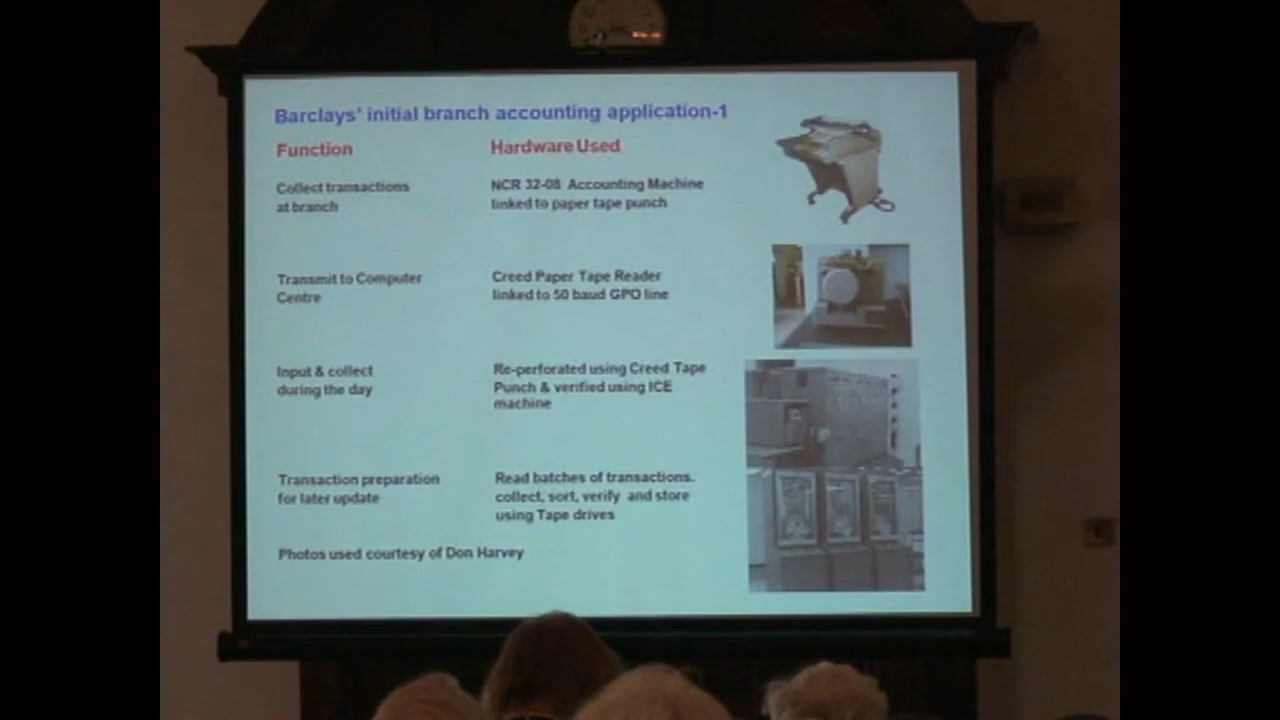 Barclays' initial branch accounting application-1
Function
Hardware Used
Collect transactions
at branch
NCR 32-08 Accounting Machine
linked to paper tape punch
Transmit to Computer
Centre
Creed Paper Tape Reader
linked to 50 baud GPO line
Input & collect
during the day
Re-perforated using Creed Tape
Punch & verified using ICE
machine
Transaction preparation
for later update
Read batches of transactions.
collect, sort, verify and store
using Tape drives
Photos used courtesy of Don Harvey